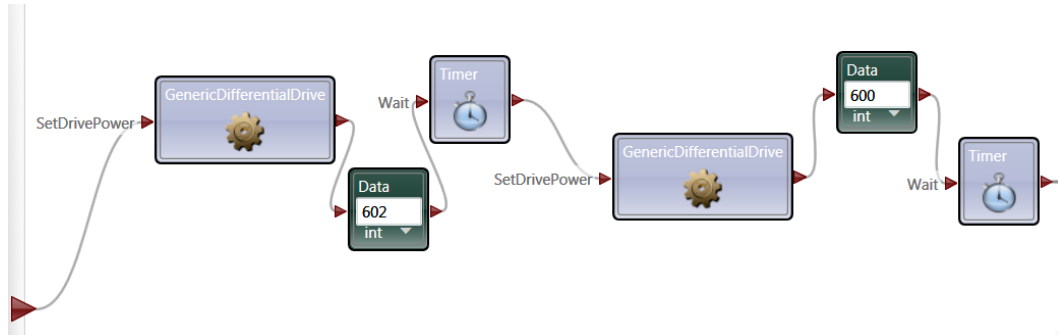 SetDrivePower
GenericDifferentialDrive
Data
602
int
Wait
Timer
SetDrivePower
GenericDifferentialDrive
Data
600
int
Wait
Timer